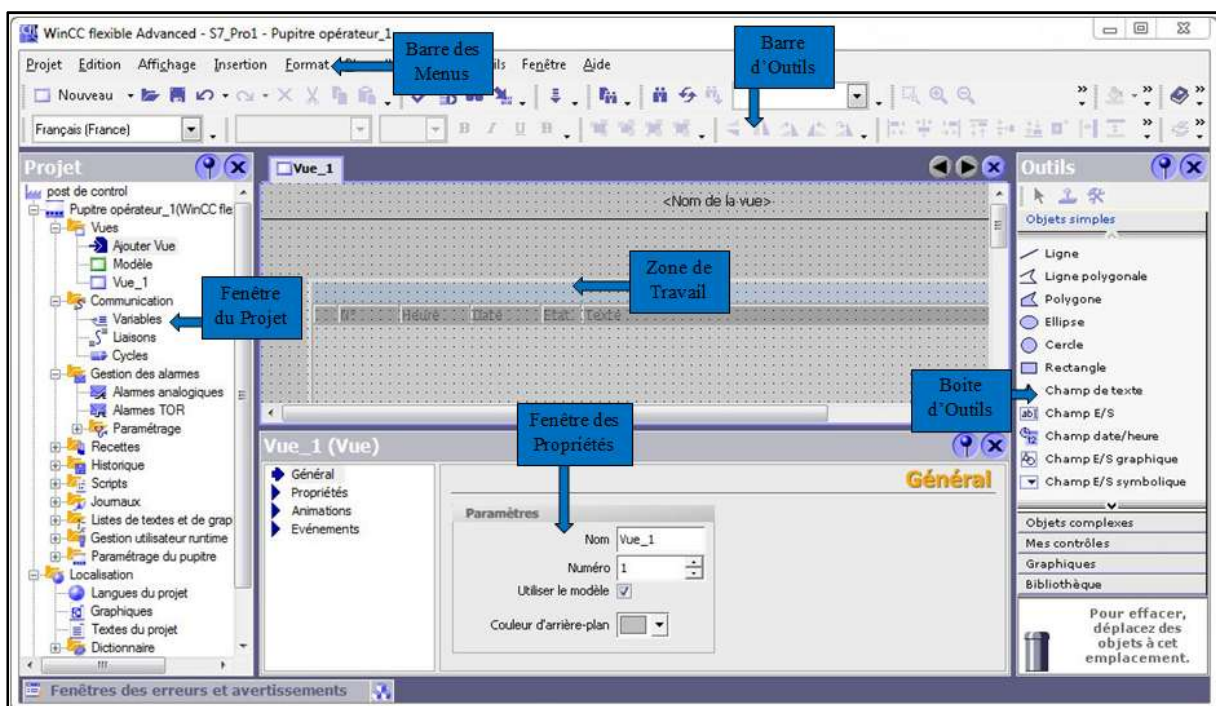 WinCC flexible Advanced - S7_Pro1 - Pupitre opérateur_1
Projet Edition Affichage Insertion Format Fenêtre Aide
Barre des
Menus
Barre
d'Outils
Nouveau
Français (France)
B I U B
Projet
post de control
Pupitre opérateur_1(WinCC fle
Vues
Ajouter Vue
Modèle
Vue_1
Communication
Variables
Liaisons
Cycles
Gestion des alarmes
Alarmes analogiques
Alarmes TOR
Paramétrage
Recettes
Historique
Scripts
Journaux
Listes de textes et de grap
Gestion utilisateur runtime
Paramétrage du pupitre
Localisation
Langues du projet
Graphiques
Textes du projet
Dictionnaire
Fenêtre
du Projet
Vue_1
<Nom de la vue>
Zone de
Travail
N° Heure Date Etat Texte
Fenêtre des
Propriétés
Vue_1 (Vue)
Général
Propriétés
Animations
Evénements
Général
Paramètres
Nom Vue_1
Numéro 1
Utiliser le modèle
Couleur d'arrière-plan
Outils
Objets simples
Ligne
Ligne polygonale
Polygone
Ellipse
Cercle
Rectangle
Champ de texte
Champ E/S
Champ date/heure
Champ E/S graphique
Champ E/S symbolique
Boite
d'Outils
Objets complexes
Mes contrôles
Graphiques
Bibliothèque
Pour effacer,
déplacez des
objets à cet
emplacement.
Fenêtres des erreurs et avertissements